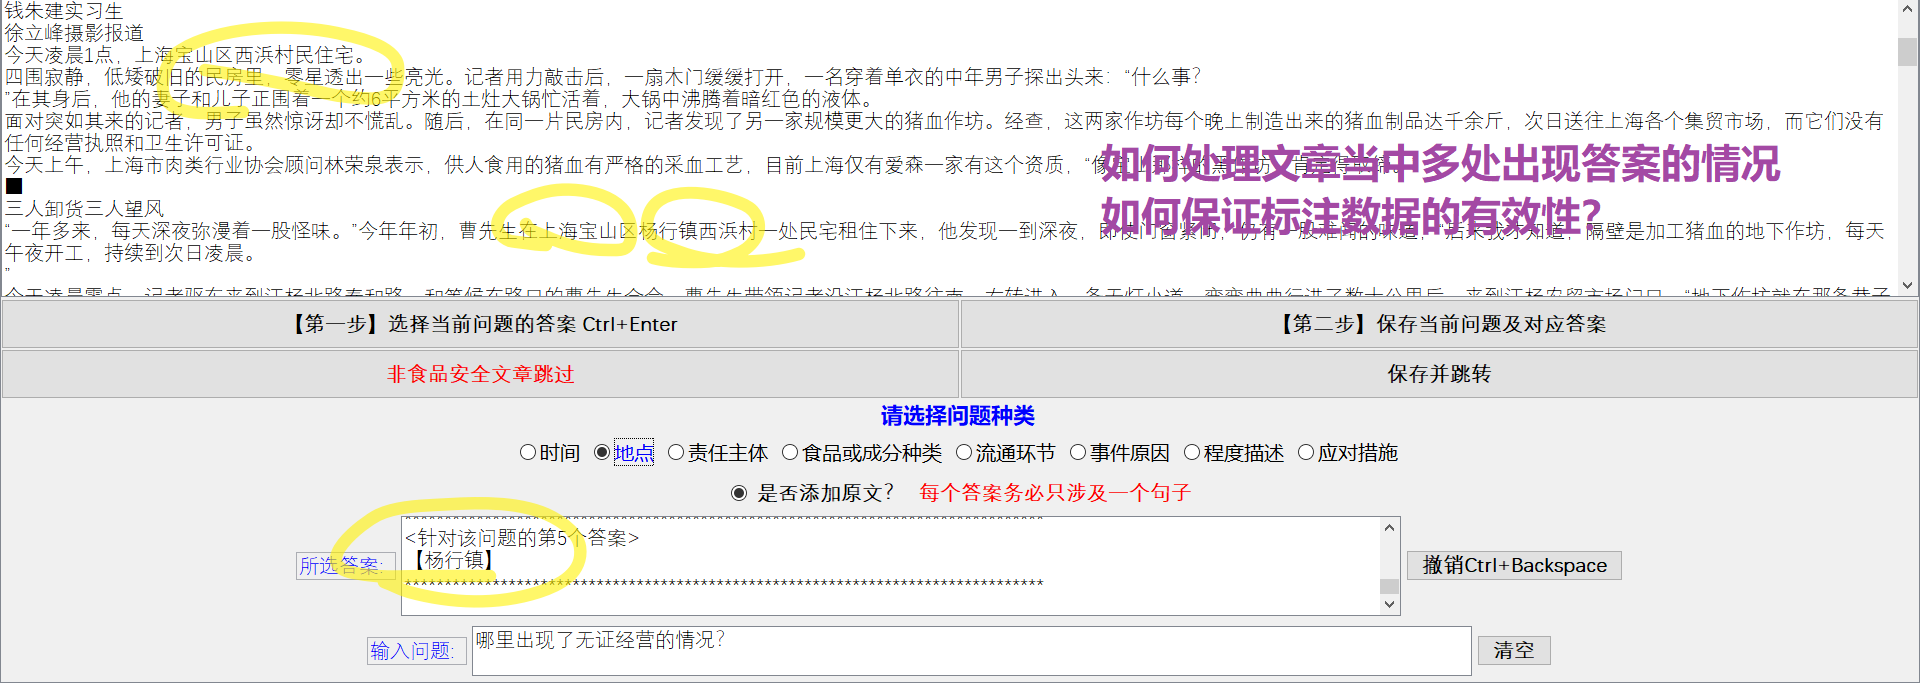 钱朱建实习生
徐立峰摄影报道
今天凌晨1点，上海宝山区西浜村民住宅。
四围寂静，低矮破旧的民房里，零星透出一些亮光。记者用力敲击后，一扇木门缓缓打开，一名穿着单衣的中年男子探出头来：“什么事？
”在其身后，他的妻子和儿子正围着一个约6平方米的土灶大锅忙活着，大锅中沸腾着暗红色的液体。
面对突如其来的记者，男子虽然惊讶却不慌乱。随后，在同一片民房内，记者发现了另一家规模更大的猪血作坊。经查，这两家作坊每个晚上制造出来的猪血制品达千余斤，次日送往上海各个集贸市场，而它们没有
任何经营执照和卫生许可证。
今天上午，上海市肉类行业协会顾问林荣泉表示，供人食用的猪血有严格的采血工艺，目前上海仅有爱森一家有这个资质，“像
如何处理文章当中多处出现答案的情况
■
三人卸货三人望风
如何保证标注数据的有效性？
“一年多来，每天深夜弥漫着一股怪味。”今年年初，曹先生在上海宝山区杨行镇西浜村一处民宅租住下来，他发现一到深夜，即使门窗紧闭，仍有一股难闻的味道，“后来我才知道，隔壁是加工猪血的地下作坊，每天
午夜开工，持续到次日凌晨。
”
【第一步】选择当前问题的答案 Ctrl+Enter
【第二步】保存当前问题及对应答案
非食品安全文章跳过
保存并跳转
请选择问题种类
时间 地点 责任主体 食品或成分种类 流通环节 事件原因 程度描述 应对措施
是否添加原文？ 每个答案务必只涉及一个句子
<针对该问题的第5个答案>
所选答案:
【杨行镇】
撤销Ctrl+Backspace
********************************************************************************
输入问题:
哪里出现了无证经营的情况？
清空